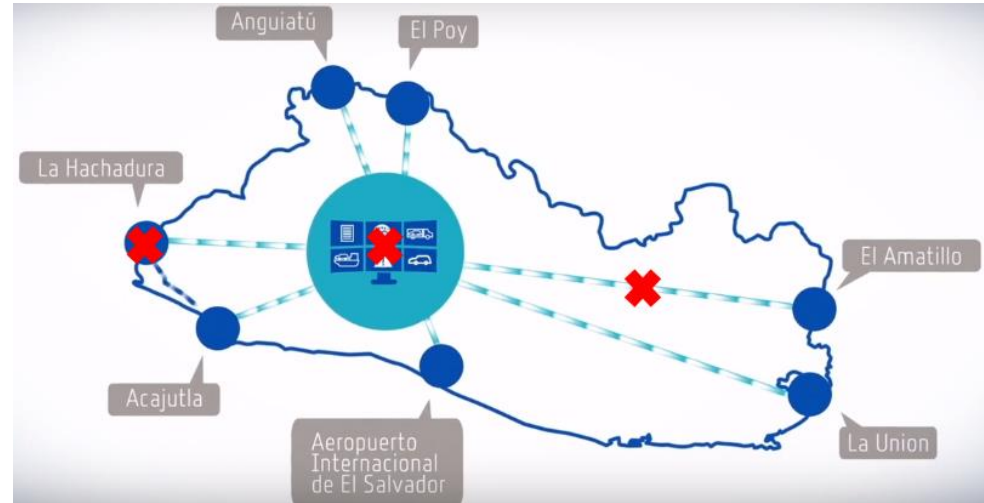 Anguiatú
El Poy
La Hachadura
El Amatillo
Acajutla
Aeropuerto
Internacional
de El Salvador
La Union